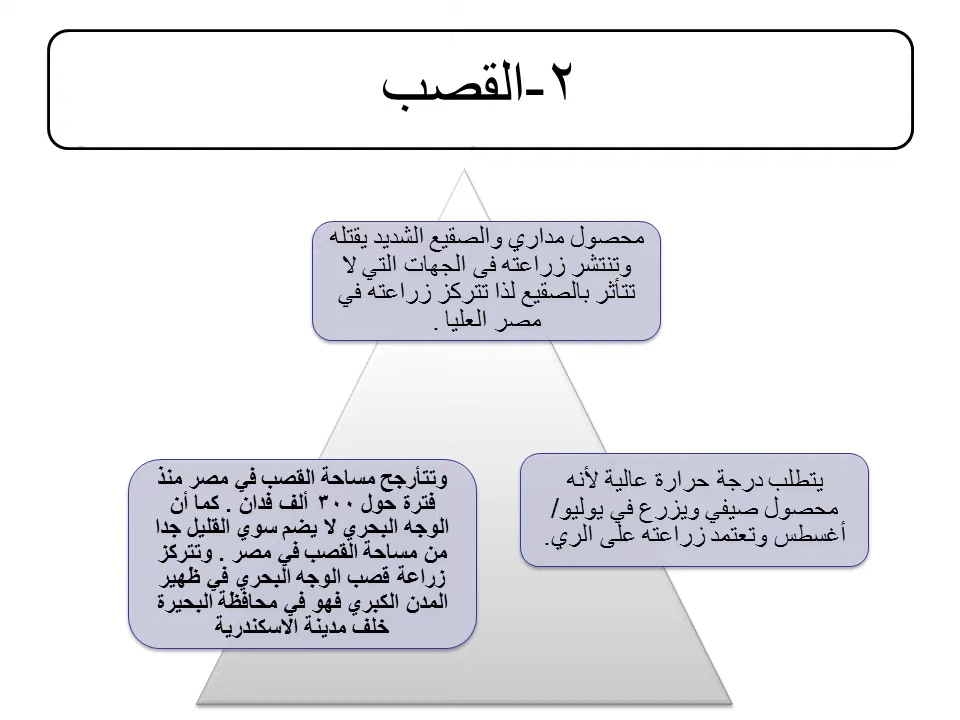 ٢-القصب
محصول مداري والصقيع الشديد يقتله
وتنتشر زراعته فى الجهات التي لا
تتأثر بالصقيع لذا تتركز زراعته في
مصر العليا .
يتطلب درجة حرارة عالية لأنه
محصول صيفي ويزرع في يوليو/
أغسطس وتعتمد زراعته على الري.
وتتأرجح مساحة القصب في مصر منذ
فترة حول ٣٠٠ ألف فدان . كما أن
الوجه البحري لا يضم سوي القليل جدا
من مساحة القصب في مصر . وتتركز
زراعة قصب الوجه البحري في ظهير
المدن الكبري فهو في محافظة البحيرة
خلف مدينة الاسكندرية